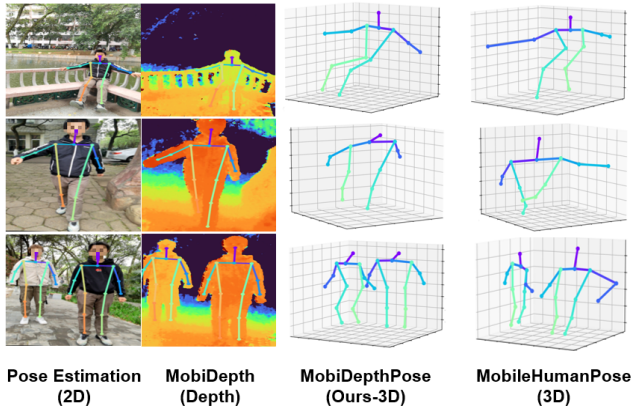 Pose Estimation MobiDepth MobiDepthPose MobileHumanPose
(2D) (Depth) (Ours-3D) (3D)